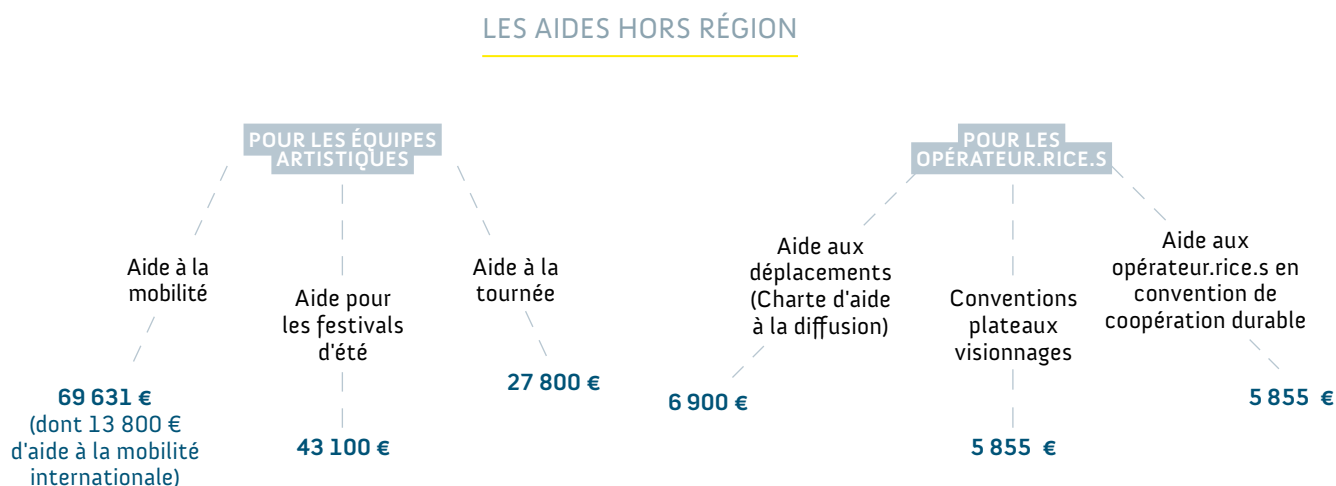 LES AIDES HORS RÉGION
POUR LES ÉQUIPES
ARTISTIQUES
Aide à la
mobilité
69 631 €
(dont 13 800 €
d'aide à la mobilité
internationale)
Aide pour
les festivals
d'été
43 100 €
Aide à la
tournée
27 800 €
POUR LES
OPÉRATEUR.RICE.S
Aide aux
déplacements
(Charte d'aide
à la diffusion)
6 900 €
Conventions
plateaux
visionnages
5 855 €
Aide aux
opérateur.rice.s en
convention de
coopération durable
5 855 €